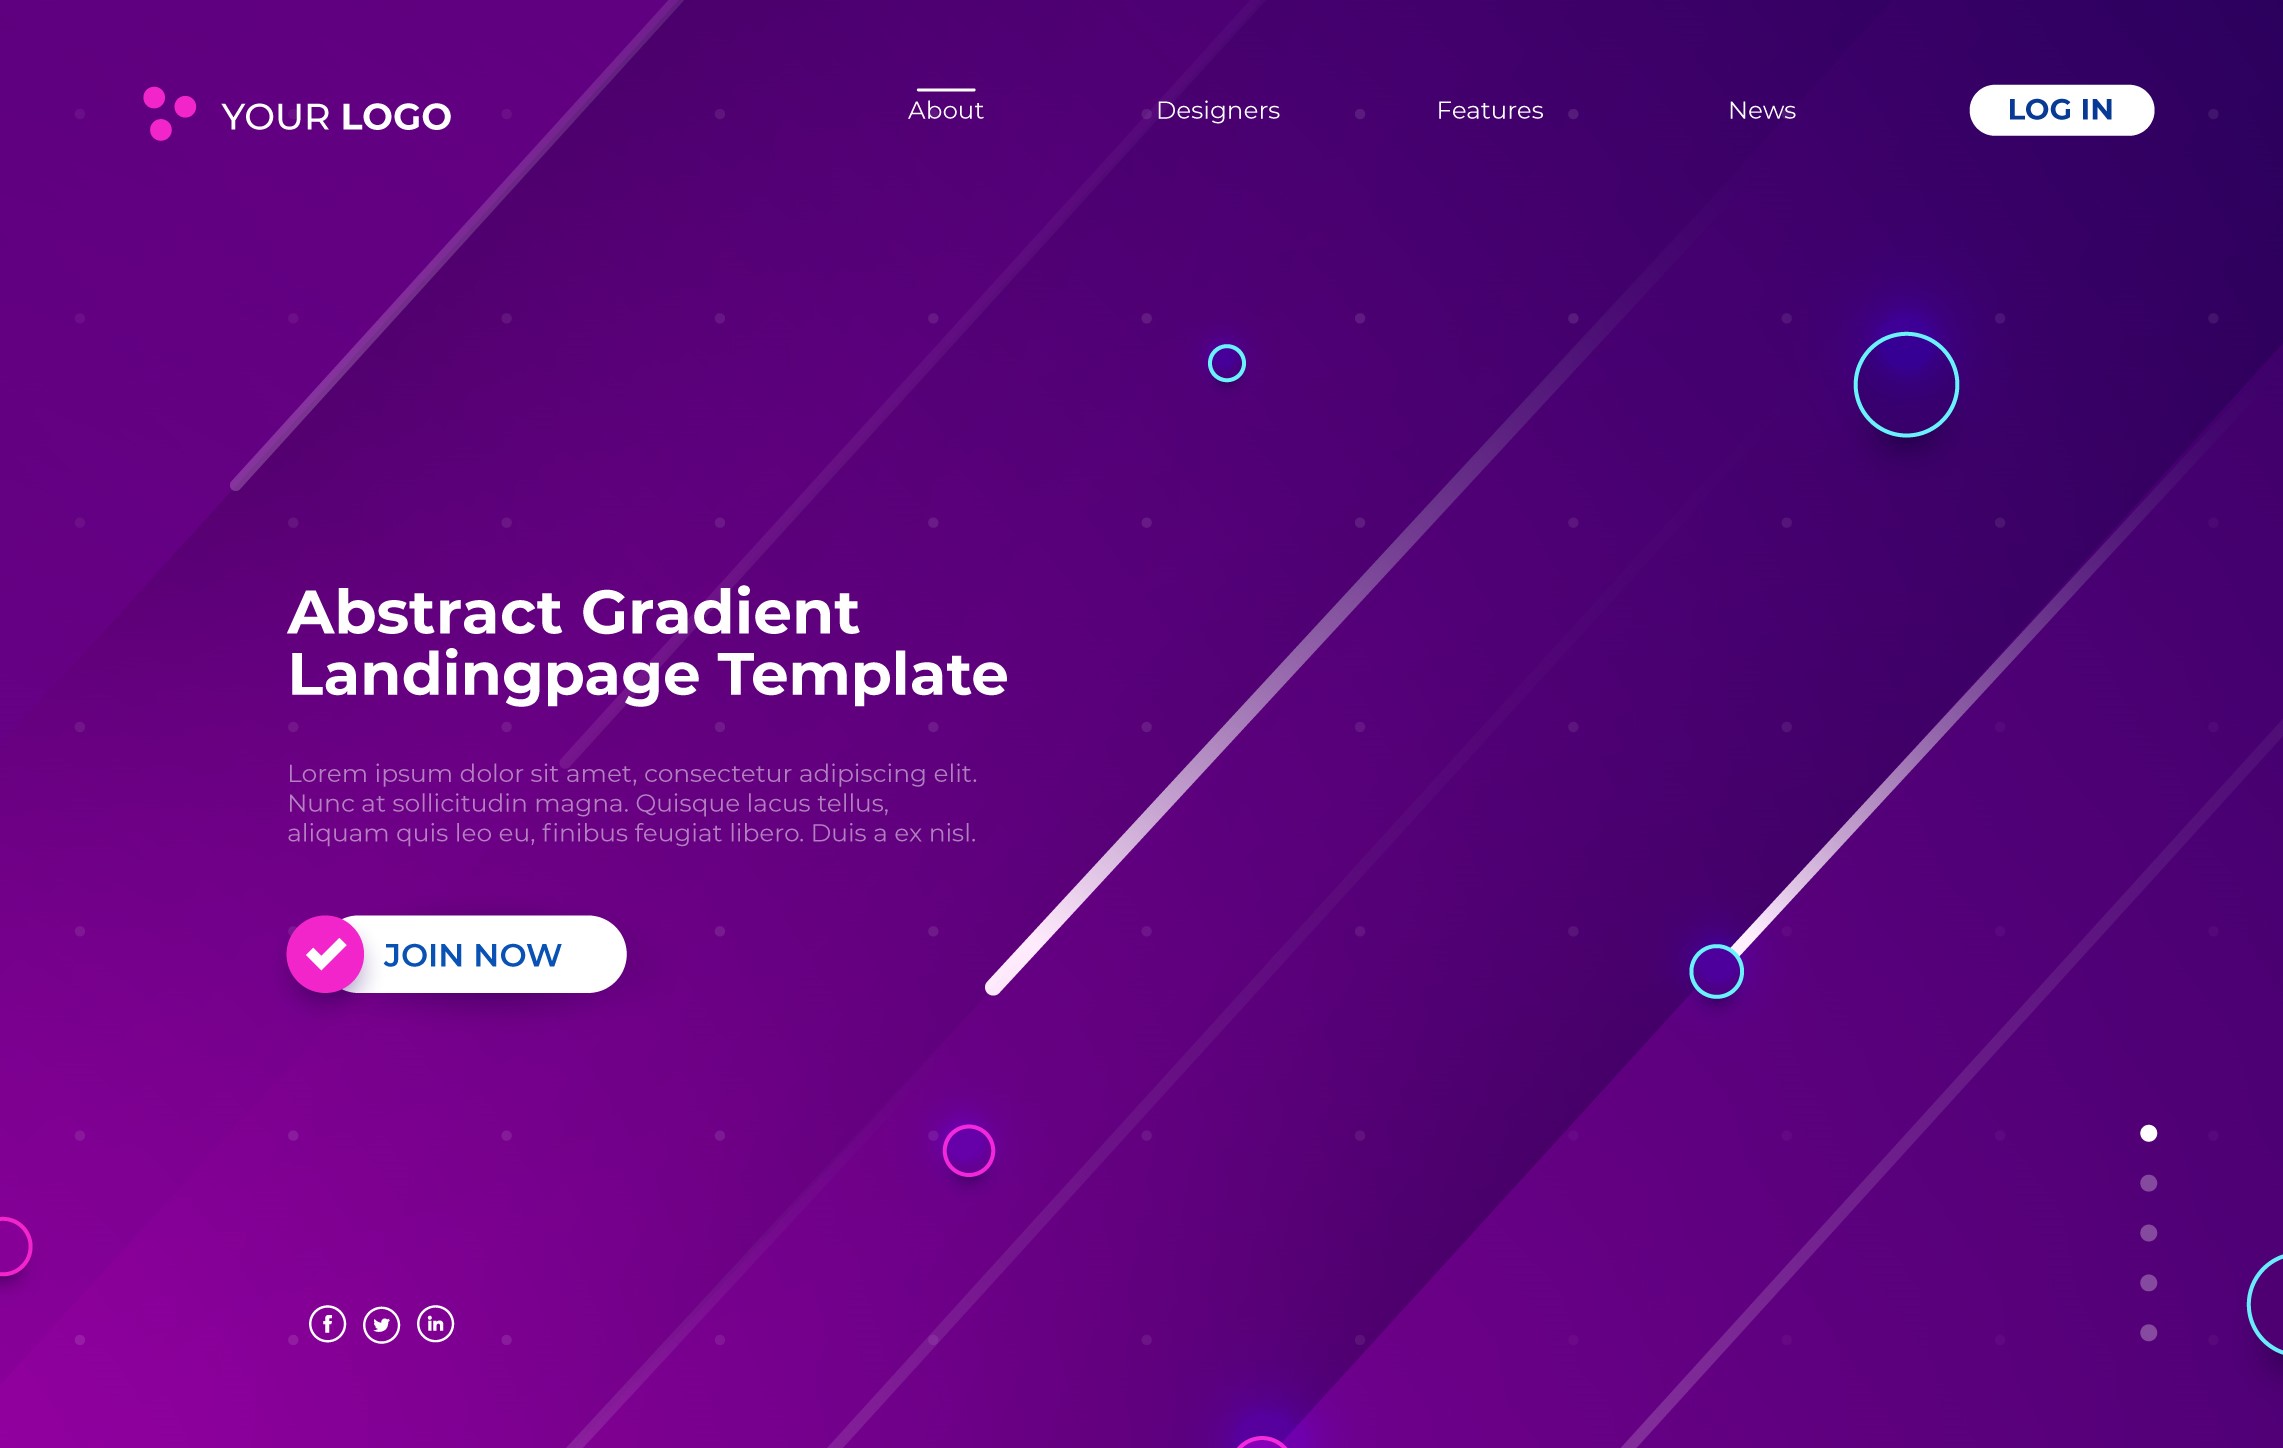 YOUR LOGO
About
Designers
Features
News
LOG IN
Abstract Gradient
Landingpage Template
Lorem ipsum dolor sit amet, consectetur adipiscing elit.
Nunc at sollicitudin magna. Quisque lacus tellus,
aliquam quis leo eu, finibus feugiat libero. Duis a ex nisl.
JOIN NOW